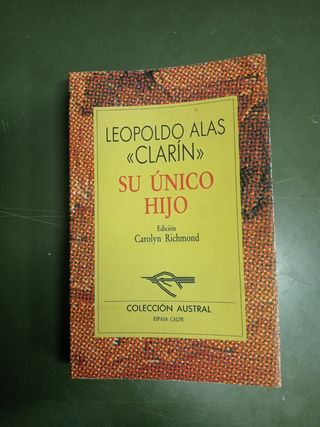 LEOPOLDO ALAS
«CLARÍN»
SU ÚNICO
HIJO
Edición
Carolyn Richmond
COLECCIÓN AUSTRAL
ESPASA CALPE